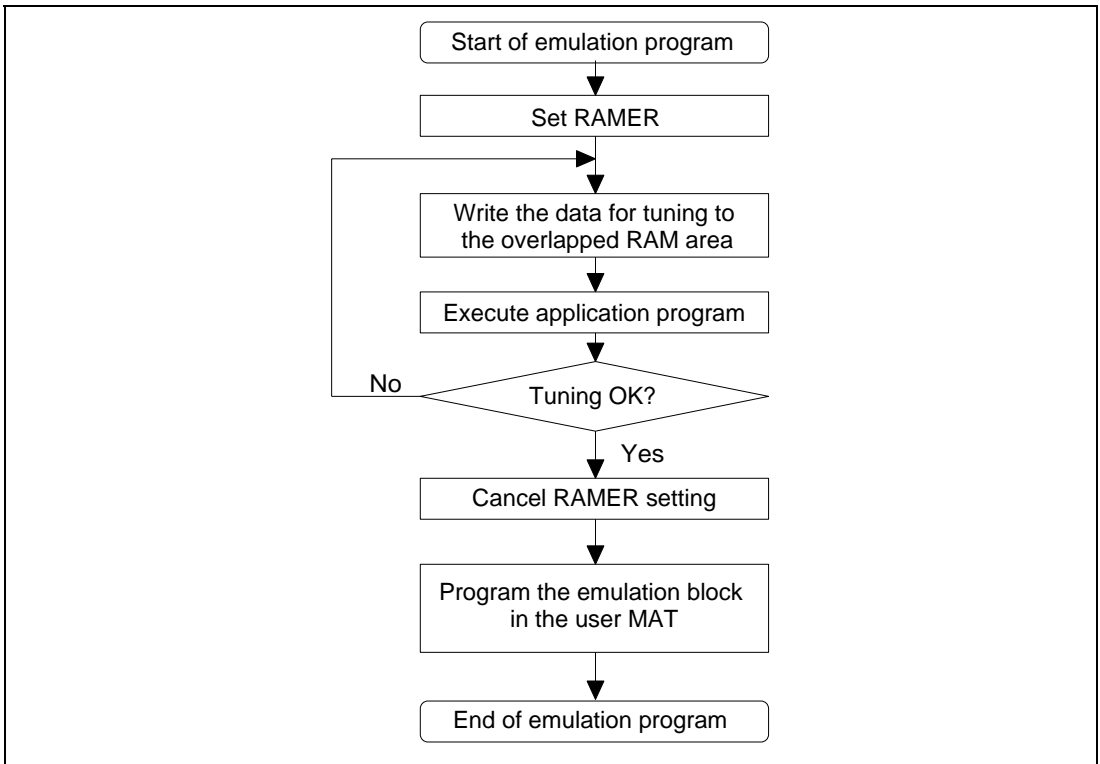 Start of emulation program
Set RAMER
Write the data for tuning to
the overlapped RAM area
Execute application program
No
Tuning OK?
Yes
Cancel RAMER setting
Program the emulation block
in the user MAT
End of emulation program